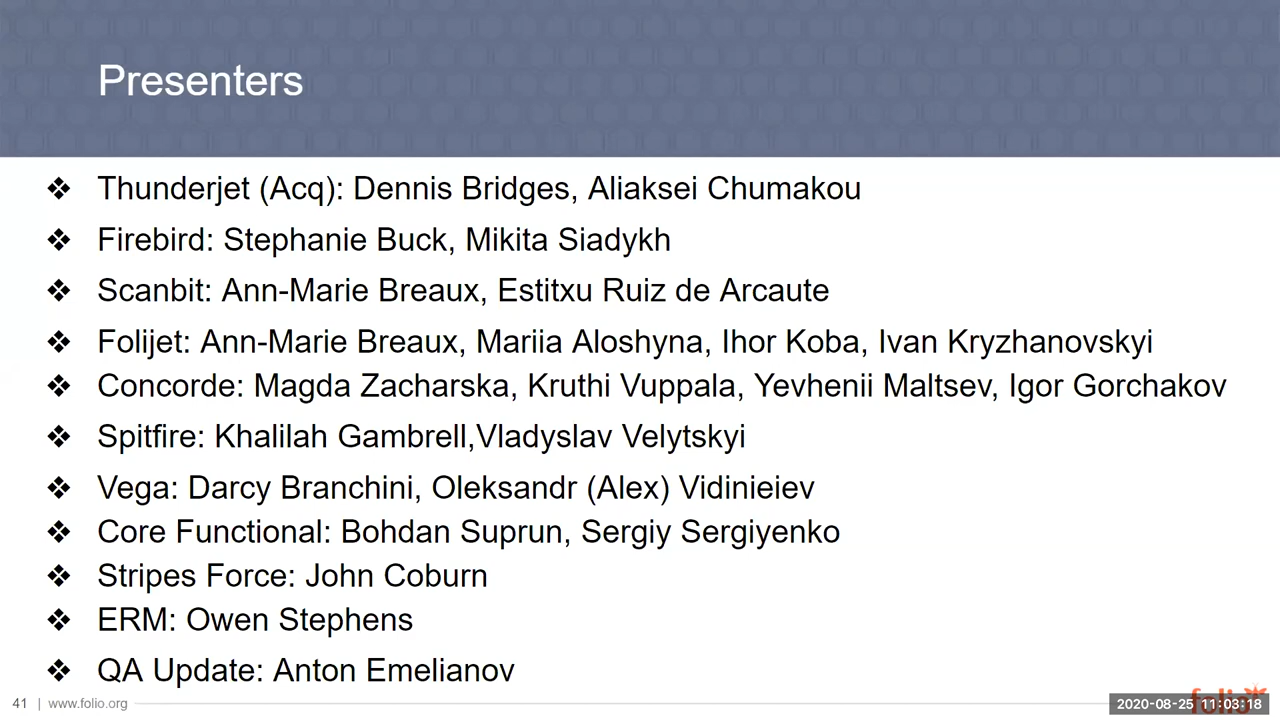 Presenters
❖ Thunderjet (Acq): Dennis Bridges, Aliaksei Chumakou
❖ Firebird: Stephanie Buck, Mikita Siadykh
❖ Scanbit: Ann-Marie Breaux, Estitxu Ruiz de Arcaute
❖ Folijet: Ann-Marie Breaux, Mariia Aloshyna, Ihor Koba, Ivan Kryzhanovskyi
❖ Concorde: Magda Zacharska, Kruthi Vuppala, Yevhenii Maltsev, Igor Gorchakov
❖ Spitfire: Khalilah Gambrell,Vladyslav Velytskyi
❖ Vega: Darcy Branchini, Oleksandr (Alex) Vidinieiev
❖ Core Functional: Bohdan Suprun, Sergiy Sergiyenko
❖ Stripes Force: John Coburn
❖ ERM: Owen Stephens
❖ QA Update: Anton Emelianov
41 | www.folio.org
folio
2020-08-25 11:03:18